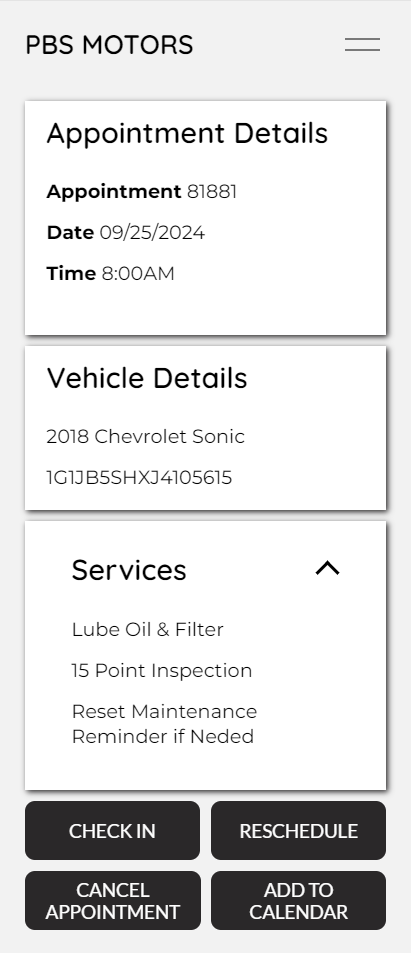 PBS MOTORS
Appointment Details
Appointment 81881
Date 09/25/2024
Time 8:00AM
Vehicle Details
2018 Chevrolet Sonic
1G1JB5SHXJ4105615
Services
Lube Oil & Filter
15 Point Inspection
Reset Maintenance
Reminder if Neded
CHECK IN
RESCHEDULE
CANCEL
APPOINTMENT
ADD TO
CALENDAR